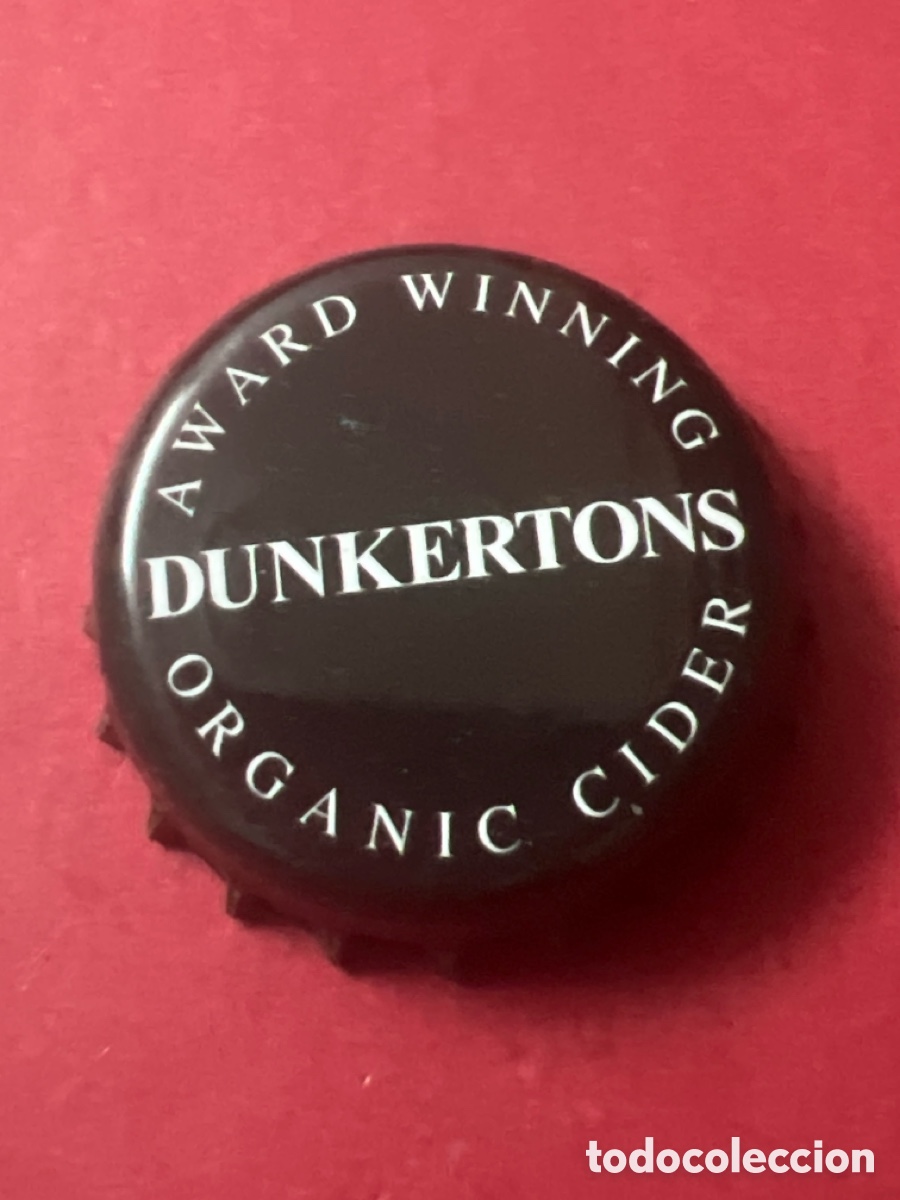 AWARD WINNING
DUNKERTONS
ORGANIC CIDER
todocoleccion